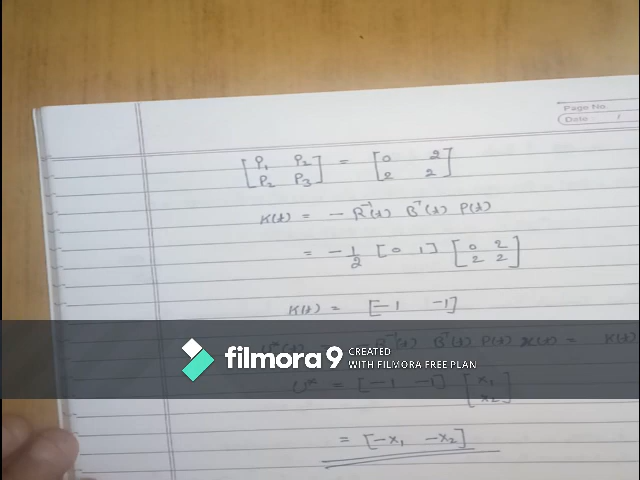 Page No.
Date /
[P₁ P₂ P₂ P₃] = [0 2 2 2]
K(t) = - R⁻¹(t) Bᵀ(t) P(t)
= - 1/2 [0 1] [0 2 2 2]
K(t) = [-1 -1]
R⁻¹(t) Bᵀ(t) P(t) x(t) = K(t)
filmora 9 CREATED WITH FILMORA FREE PLAN
U* = [-1 -1] [x₁ x₂]
= [-x₁ -x₂]